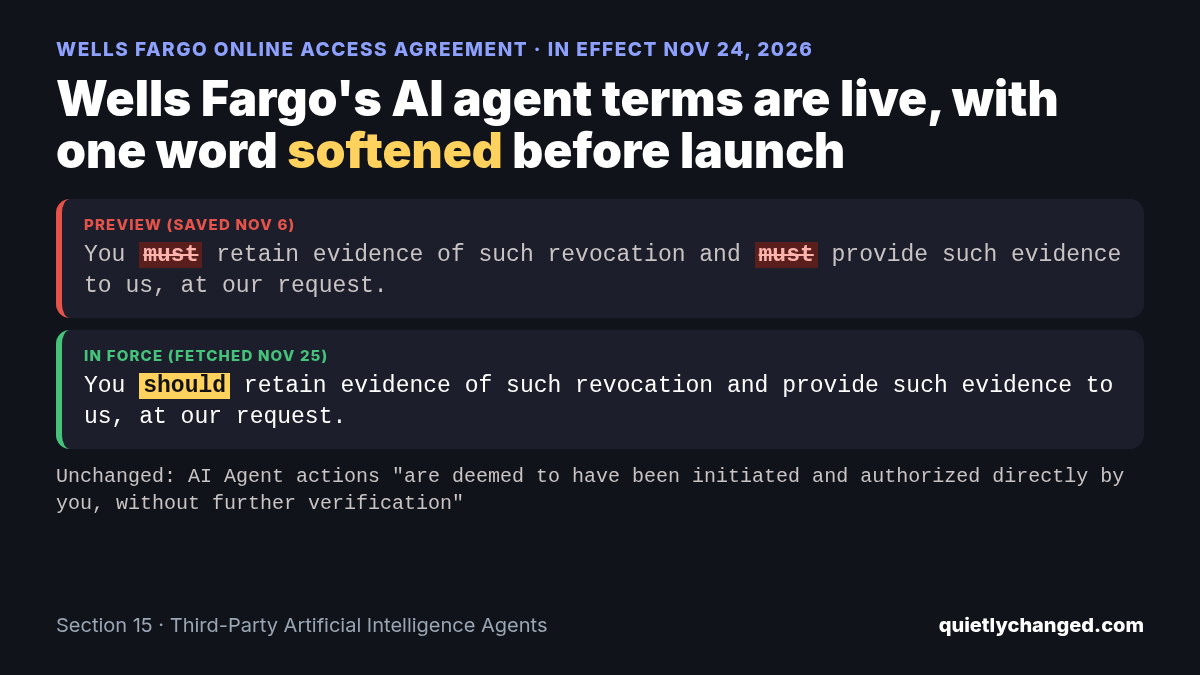 WELLS FARGO ONLINE ACCESS AGREEMENT · IN EFFECT NOV 24, 2026
Wells Fargo's AI agent terms are live, with
one word softened before launch
PREVIEW (SAVED NOV 6)
You must retain evidence of such revocation and must provide such evidence
to us, at our request.
IN FORCE (FETCHED NOV 25)
You should retain evidence of such revocation and provide such evidence to
us, at our request.
Unchanged: AI Agent actions "are deemed to have been initiated and authorized directly by
you, without further verification"
Section 15 · Third-Party Artificial Intelligence Agents
quietlychanged.com